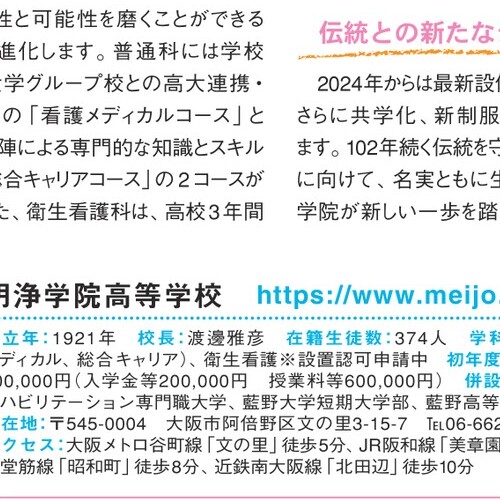 性と可能性を磨くことができる
進化します。普通科には学校
学グループ校との高大連携・
の「看護メディカルコース」と
陣による専門的な知識とスキル
合キャリアコース」の2コースが
た、衛生看護科は、高校3年間
伝統との新たな
2024年からは最新設
さらに共学化、新制服
ます。102年続く伝統を
に向けて、名実ともに生
学院が新しい一歩を踏
明浄学院高等学校 https://www.meijo.
立年:1921年 校長:渡邊雅彦 在籍生徒数:374人 学科
ディカル、総合キャリア)、衛生看護※設置認可申請中 初年度
00,000円(入学金等200,000円 授業料等600,000円) 併設
ハビリテーション専門職大学、藍野大学短期大学部、藍野高等
在地:〒545-0004 大阪市阿倍野区文の里3-15-7 TEL06-662
クセス:大阪メトロ谷町線「文の里」徒歩5分、JR阪和線「美章園
堂筋線「昭和町」徒歩8分、近鉄南大阪線「北田辺」徒歩10分